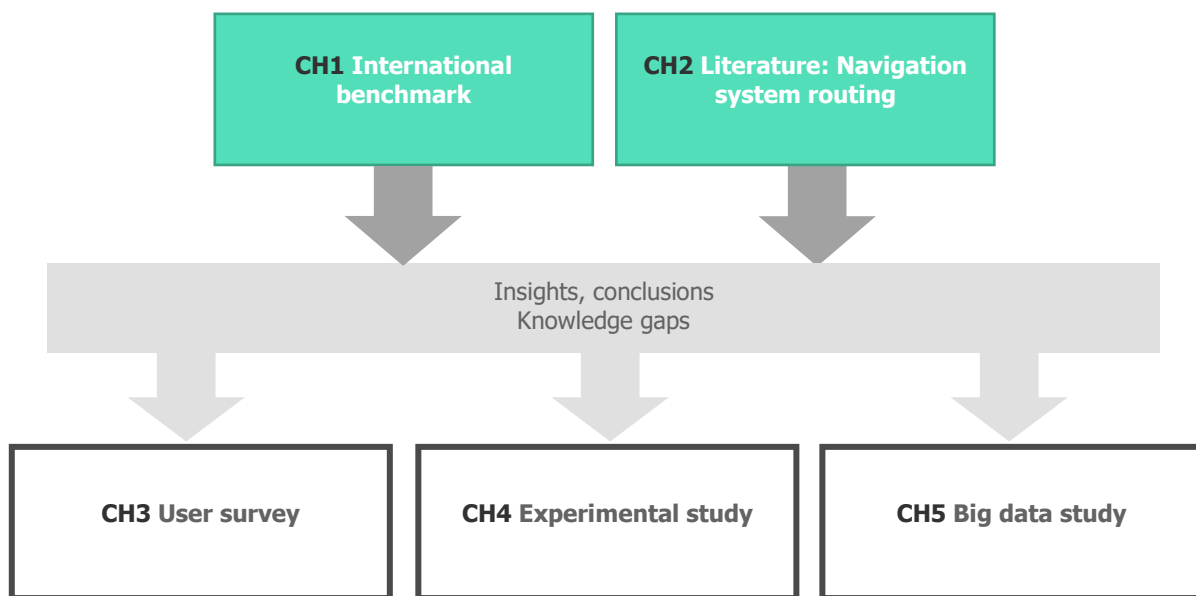 CH1 International
benchmark
CH2 Literature: Navigation
system routing
Insights, conclusions
Knowledge gaps
CH3 User survey
CH4 Experimental study
CH5 Big data study